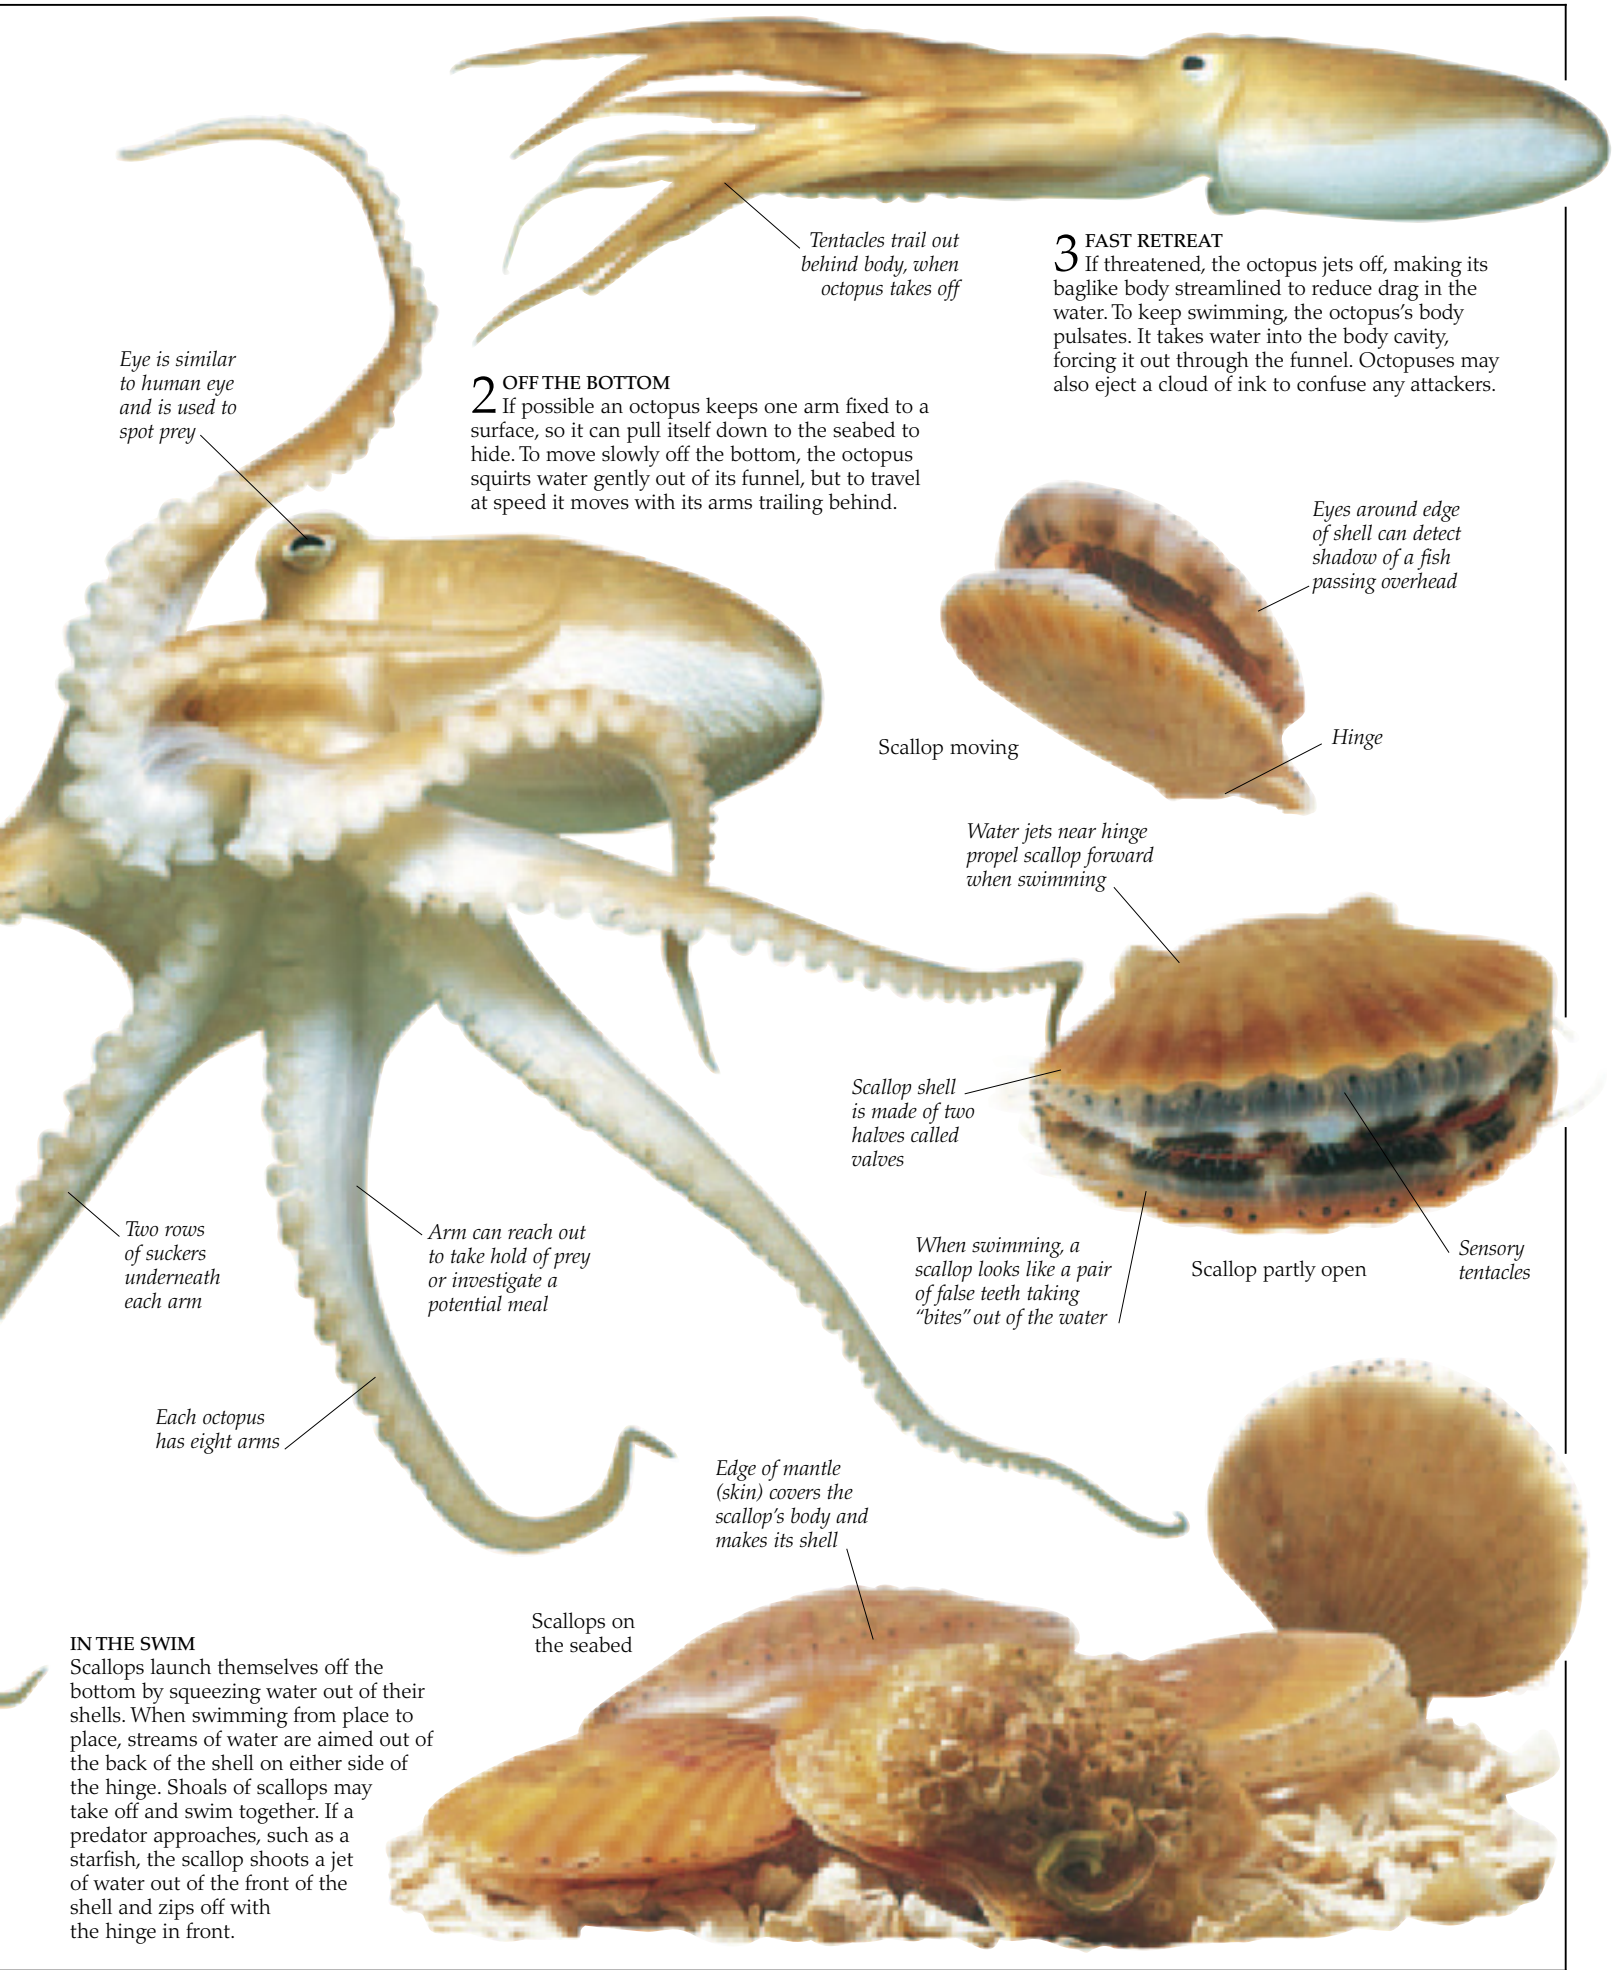 Tentacles trail out
behind body, when
octopus takes off
3 FAST RETREAT
If threatened, the octopus jets off, making its
baglike body streamlined to reduce drag in the
water. To keep swimming, the octopus's body
pulsates. It takes water into the body cavity,
forcing it out through the funnel. Octopuses may
also eject a cloud of ink to confuse any attackers.
Eye is similar
to human eye
and is used to
spot prey
2 OFF THE BOTTOM
If possible an octopus keeps one arm fixed to a
surface, so it can pull itself down to the seabed to
hide. To move slowly off the bottom, the octopus
squirts water gently out of its funnel, but to travel
at speed it moves with its arms trailing behind.
Eyes around edge
of shell can detect
shadow of a fish
passing overhead
Scallop moving
Hinge
Water jets near hinge
propel scallop forward
when swimming
Scallop shell
is made of two
halves called
valves
Two rows
of suckers
underneath
each arm
Arm can reach out
to take hold of prey
or investigate a
potential meal
When swimming, a
scallop looks like a pair
of false teeth taking
“bites” out of the water
Scallop partly open
Sensory
tentacles
Each octopus
has eight arms
Edge of mantle
(skin) covers the
scallop's body and
makes its shell
Scallops on
the seabed
IN THE SWIM
Scallops launch themselves off the
bottom by squeezing water out of their
shells. When swimming from place to
place, streams of water are aimed out of
the back of the shell on either side of
the hinge. Shoals of scallops may
take off and swim together. If a
predator approaches, such as a
starfish, the scallop shoots a jet
of water out of the front of the
shell and zips off with
the hinge in front.